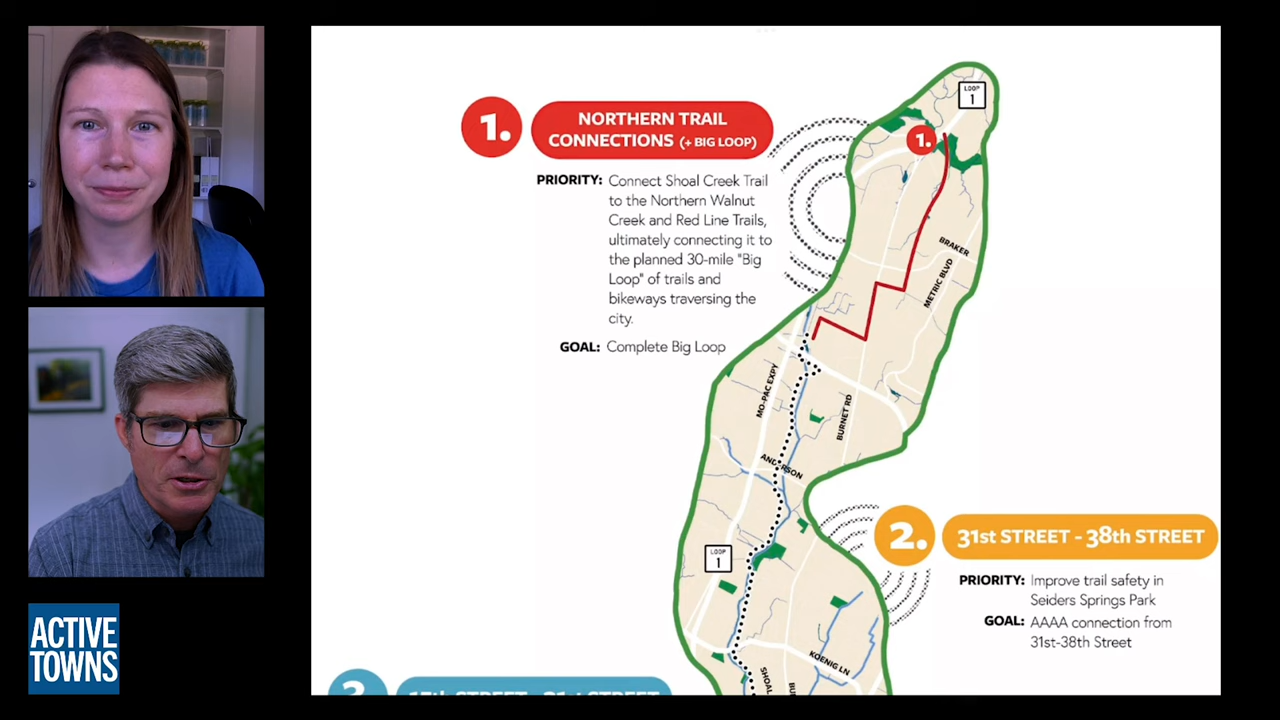 1.
NORTHERN TRAIL
CONNECTIONS (+ BIG LOOP)
PRIORITY: Connect Shoal Creek Trail
to the Northern Walnut
Creek and Red Line Trails,
ultimately connecting it to
the planned 30-mile "Big
Loop" of trails and
bikeways traversing the
city.
GOAL: Complete Big Loop
LOOP
1
1.
BRAKER
METRIC BLVD
MO-PAC EXPY
BURNET RD
ANDERSON
LOOP
1
2.
31st STREET - 38th STREET
PRIORITY: Improve trail safety in
Seiders Springs Park
GOAL: AAAA connection from
31st-38th Street
KOENIG LN
SHOAL
ACTIVE
TOWNS